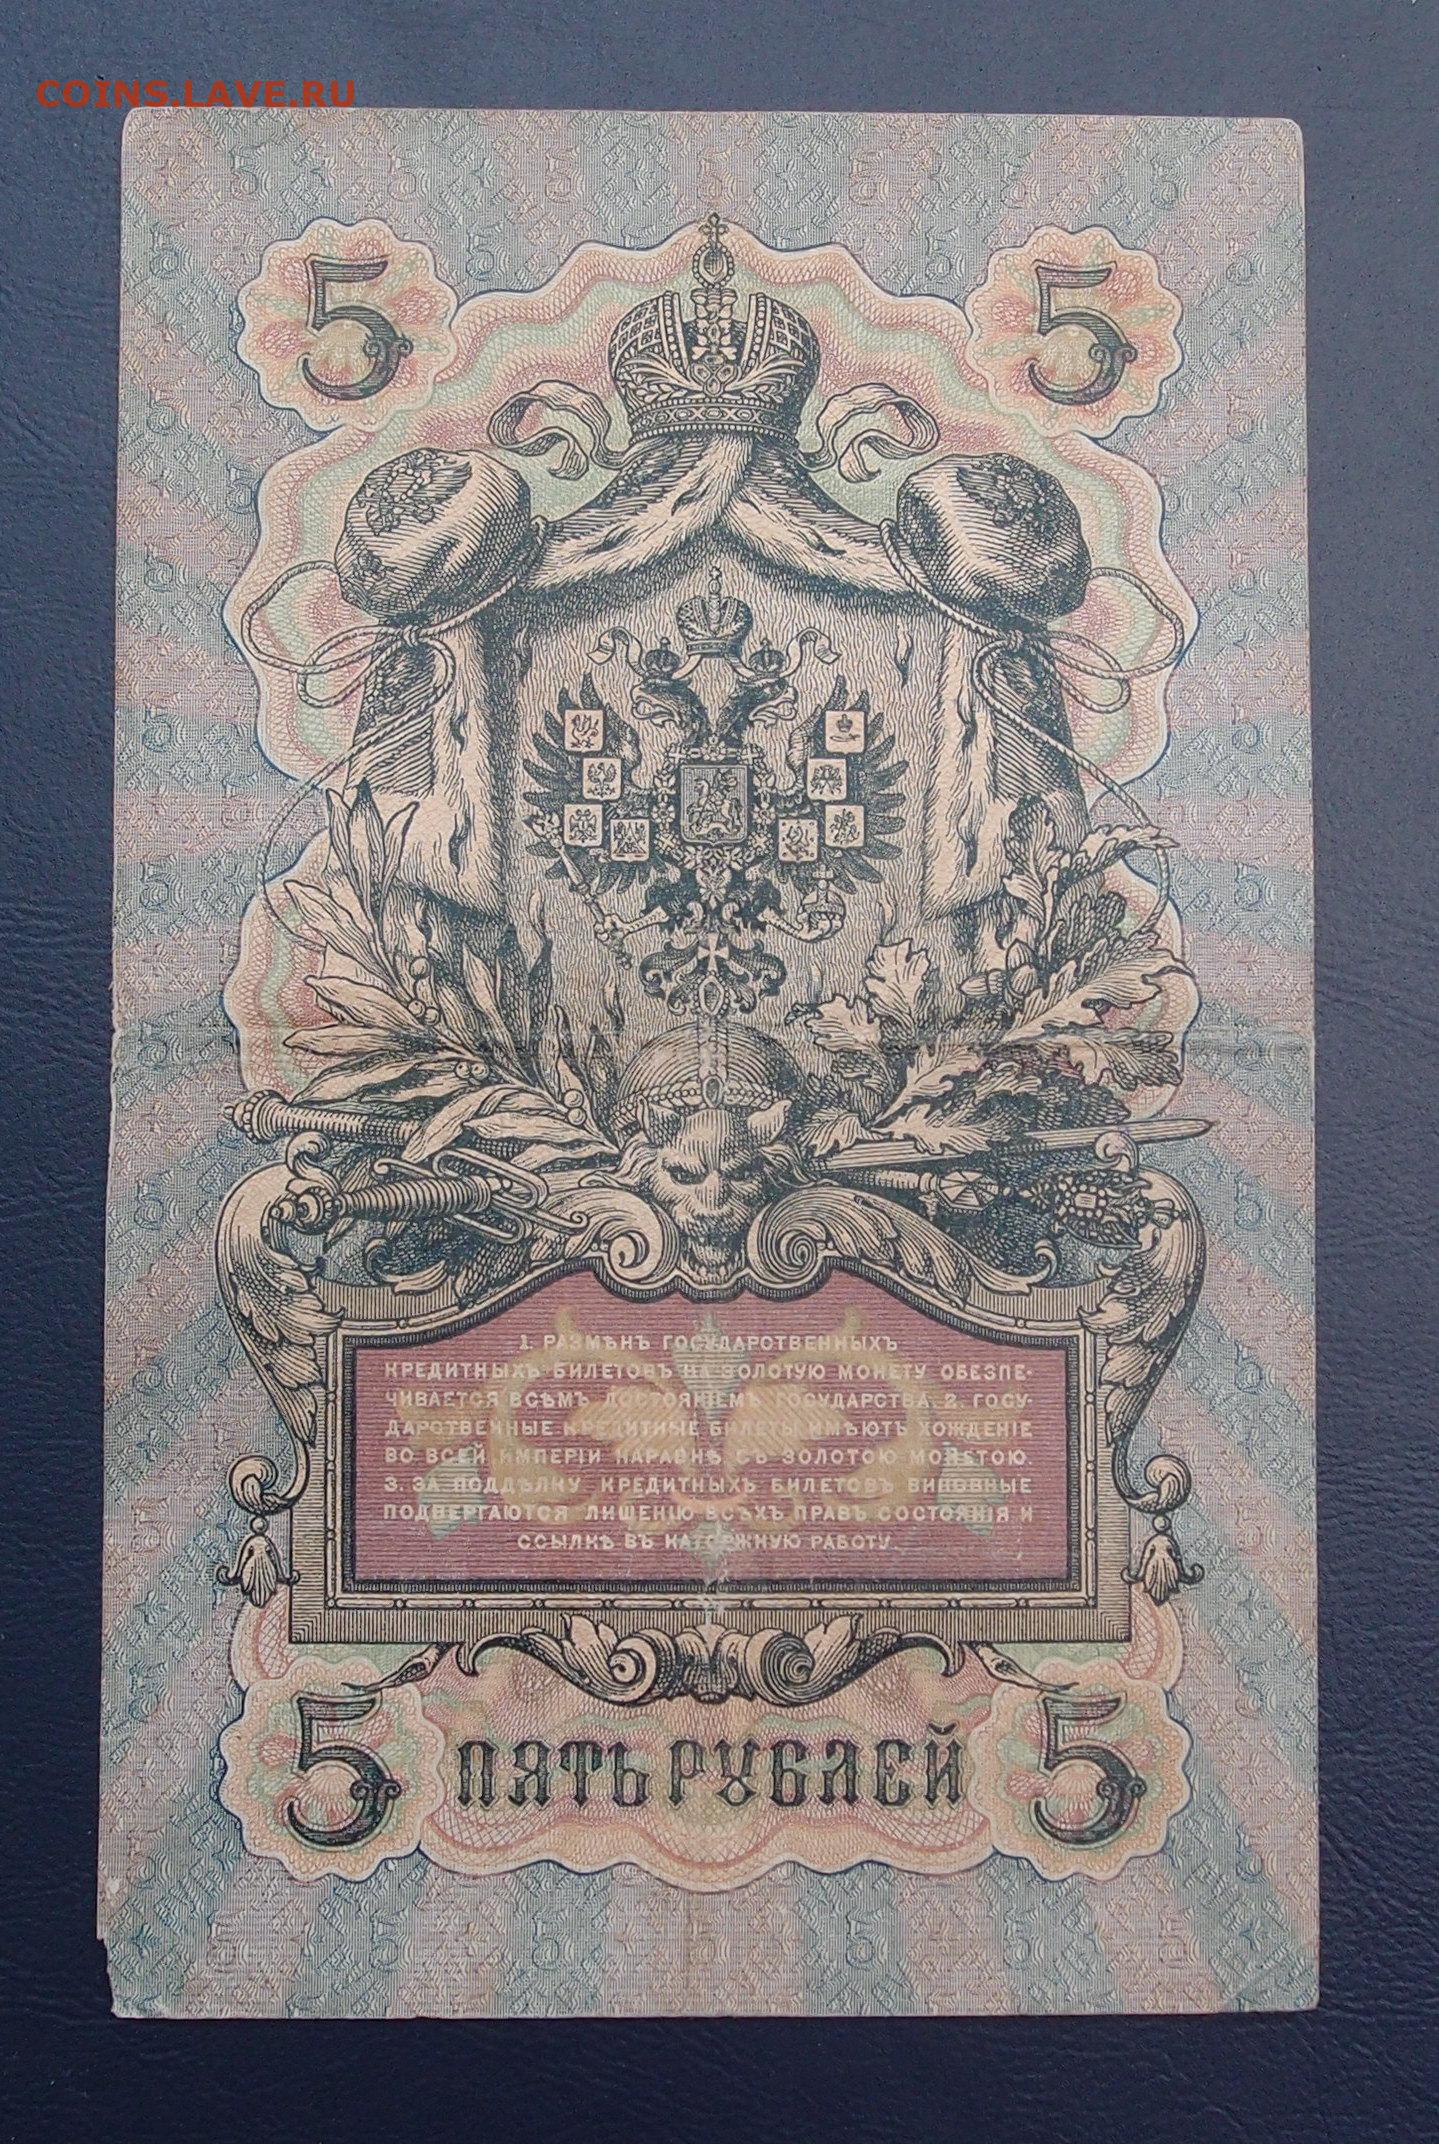 COINS.LAVE.RU
5 5
1. РАЗМѢНЪ ГОСУДАРСТВЕННЫХЪ
КРЕДИТНЫХЪ БИЛЕТОВЪ НА ЗОЛОТУЮ МОНЕТУ ОБЕЗПЕ-
ЧИВАЕТСЯ ВСѢМЪ ДОСТОЯНІЕМЪ ГОСУДАРСТВА. 2. ГОСУ-
ДАРСТВЕННЫЕ КРЕДИТНЫЕ БИЛЕТЫ ИМѢЮТЪ ХОЖДЕНІЕ
ВО ВСЕЙ ИМПЕРІИ НАРАВНѢ СЪ ЗОЛОТОЮ МОНЕТОЮ.
3. ЗА ПОДДѢЛКУ КРЕДИТНЫХЪ БИЛЕТОВЪ ВИНОВНЫЕ
ПОДВЕРГАЮТСЯ ЛИШЕНІЮ ВСѢХЪ ПРАВЪ СОСТОЯНІЯ И
ССЫЛКѢ ВЪ КАТОРЖНУЮ РАБОТУ.
5 ПЯТЬ РУБЛЕЙ 5